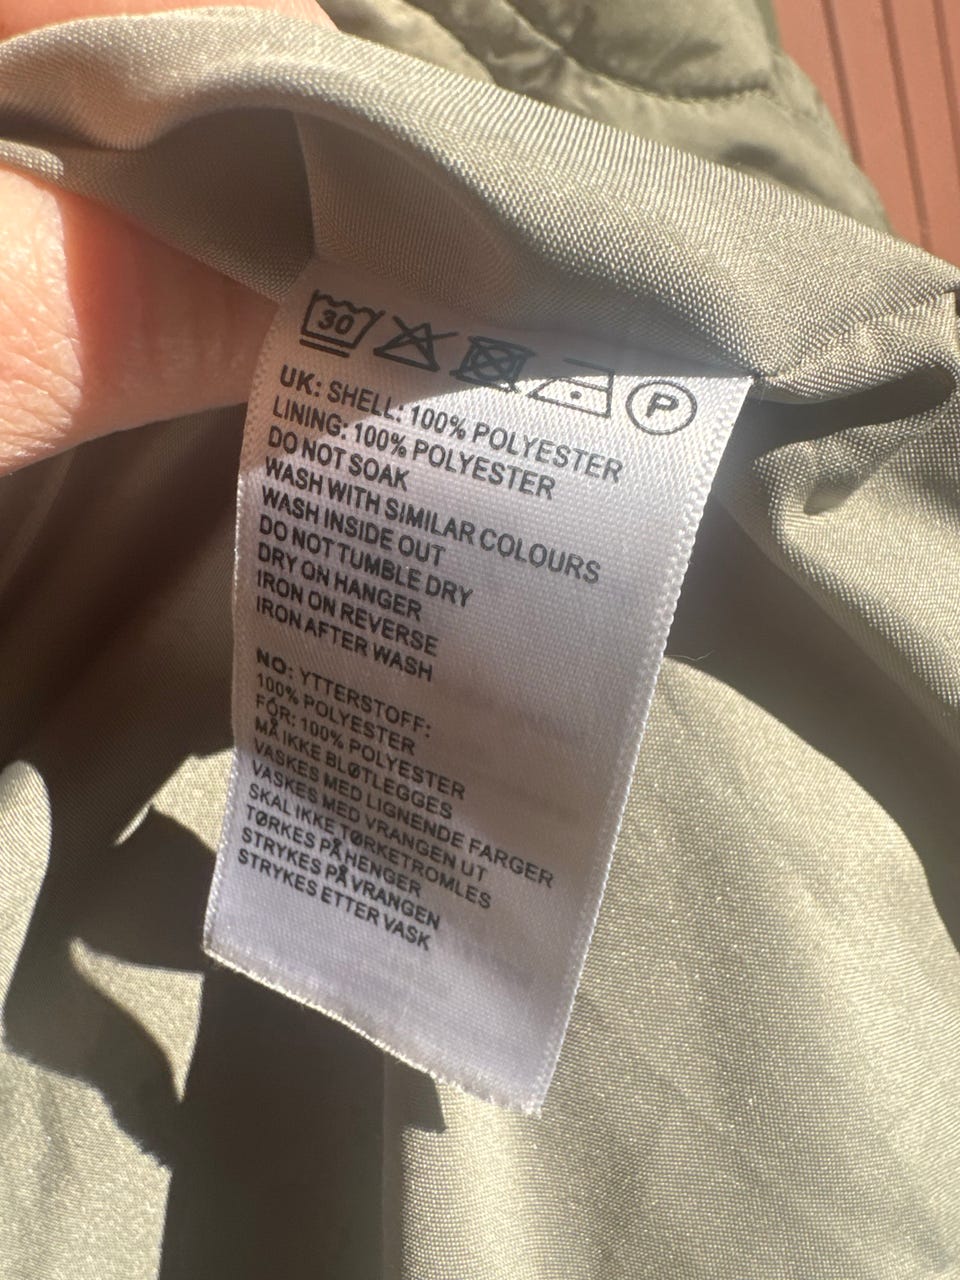 30 P
UK: SHELL: 100% POLYESTER
LINING: 100% POLYESTER
DO NOT SOAK
WASH WITH SIMILAR COLOURS
WASH INSIDE OUT
DO NOT TUMBLE DRY
DRY ON HANGER
IRON ON REVERSE
IRON AFTER WASH
NO: YTTERSTOFF:
100% POLYESTER
FÓR: 100% POLYESTER
MÅ IKKE BLØTLEGGES
VASKES MED LIGNENDE FARGER
VASKES MED VRANGEN UT
SKAL IKKE TØRKETROMLES
TØRKES PÅ HENGER
STRYKES PÅ VRANGEN
STRYKES ETTER VASK